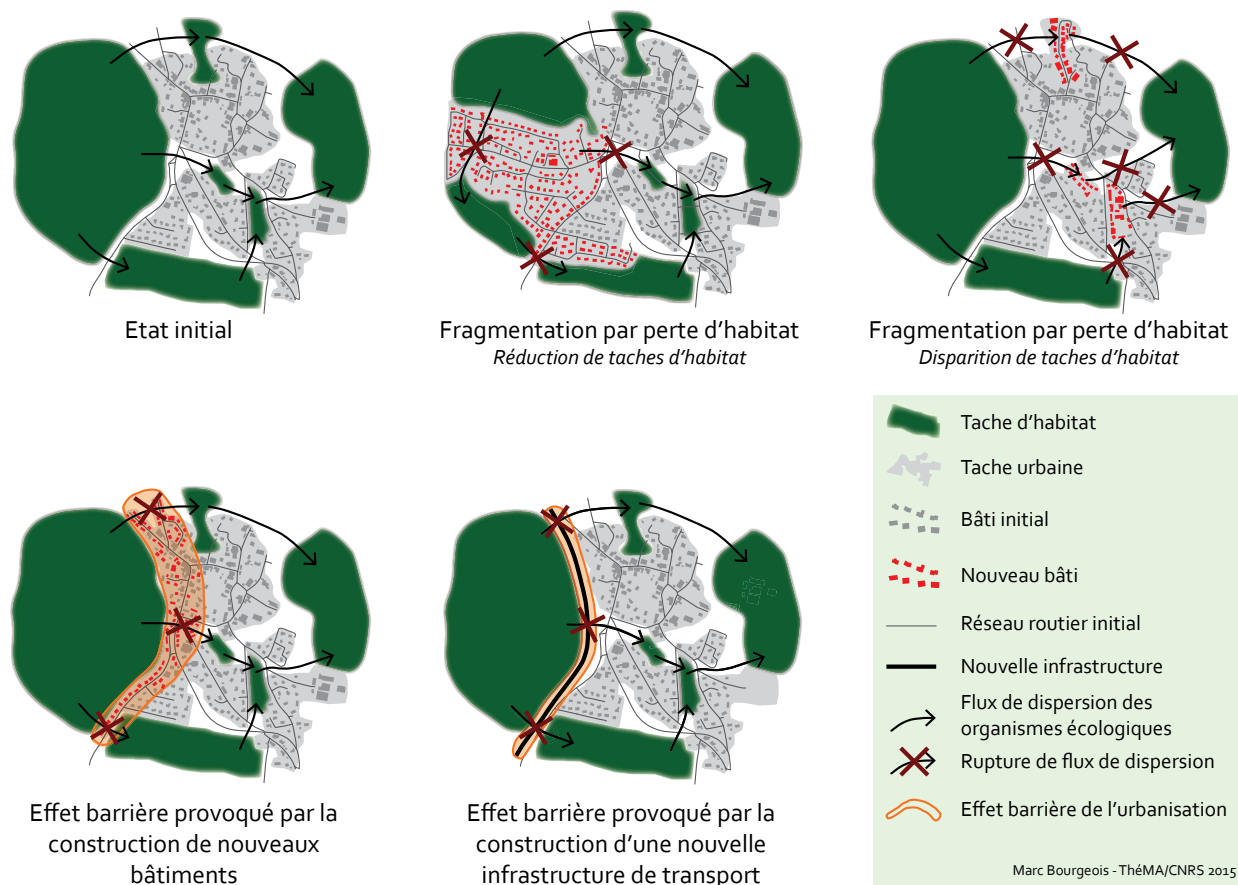 Etat initial
Fragmentation par perte d'habitat
Réduction de taches d'habitat
Fragmentation par perte d'habitat
Disparition de taches d'habitat
Effet barrière provoqué par la
construction de nouveaux
bâtiments
Effet barrière provoqué par la
construction d'une nouvelle
infrastructure de transport
Tache d'habitat
Tache urbaine
Bâti initial
Nouveau bâti
Réseau routier initial
Nouvelle infrastructure
Flux de dispersion des
organismes écologiques
Rupture de flux de dispersion
Effet barrière de l'urbanisation
Marc Bourgeois - ThéMA/CNRS 2015